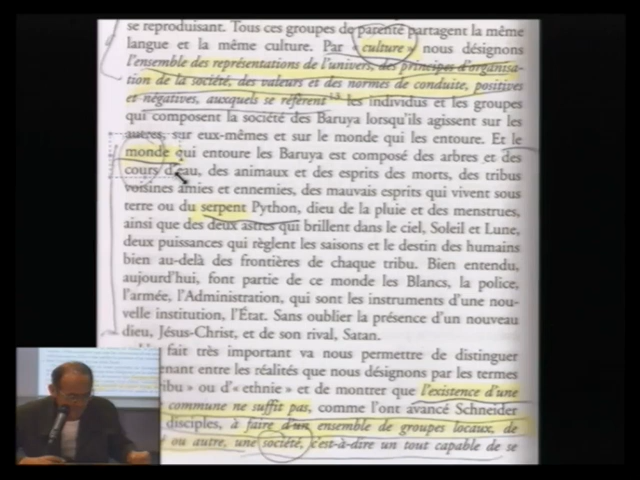 se reproduisant. Tous ces groupes de parenté partagent la même
langue et la même culture. Par « culture » nous désignons
l'ensemble des représentations de l'univers, des principes d'organisa-
tion de la société, des valeurs et des normes de conduite, positives
et négatives, auxquels se réfèrent 13 les individus et les groupes
qui composent la société des Baruya lorsqu'ils agissent sur les
autres, sur eux-mêmes et sur le monde qui les entoure. Et le
monde qui entoure les Baruya est composé des arbres et des
cours d'eau, des animaux et des esprits des morts, des tribus
voisines amies et ennemies, des mauvais esprits qui vivent sous
terre ou du serpent Python, dieu de la pluie et des menstrues,
ainsi que des deux astres qui brillent dans le ciel, Soleil et Lune,
deux puissances qui règlent les saisons et le destin des humains
bien au-delà des frontières de chaque tribu. Bien entendu,
aujourd'hui, font partie de ce monde les Blancs, la police,
l'armée, l'Administration, qui sont les instruments d'une nou-
velle institution, l'État. Sans oublier la présence d'un nouveau
dieu, Jésus-Christ, et de son rival, Satan.
fait très important va nous permettre de distinguer
enant entre les réalités que nous désignons par les termes
ibu » ou d'« ethnie » et de montrer que l'existence d'une
commune ne suffit pas, comme l'ont avancé Schneider
disciples, à faire d'un ensemble de groupes locaux, de
ou autre, une société, c'est-à-dire un tout capable de se